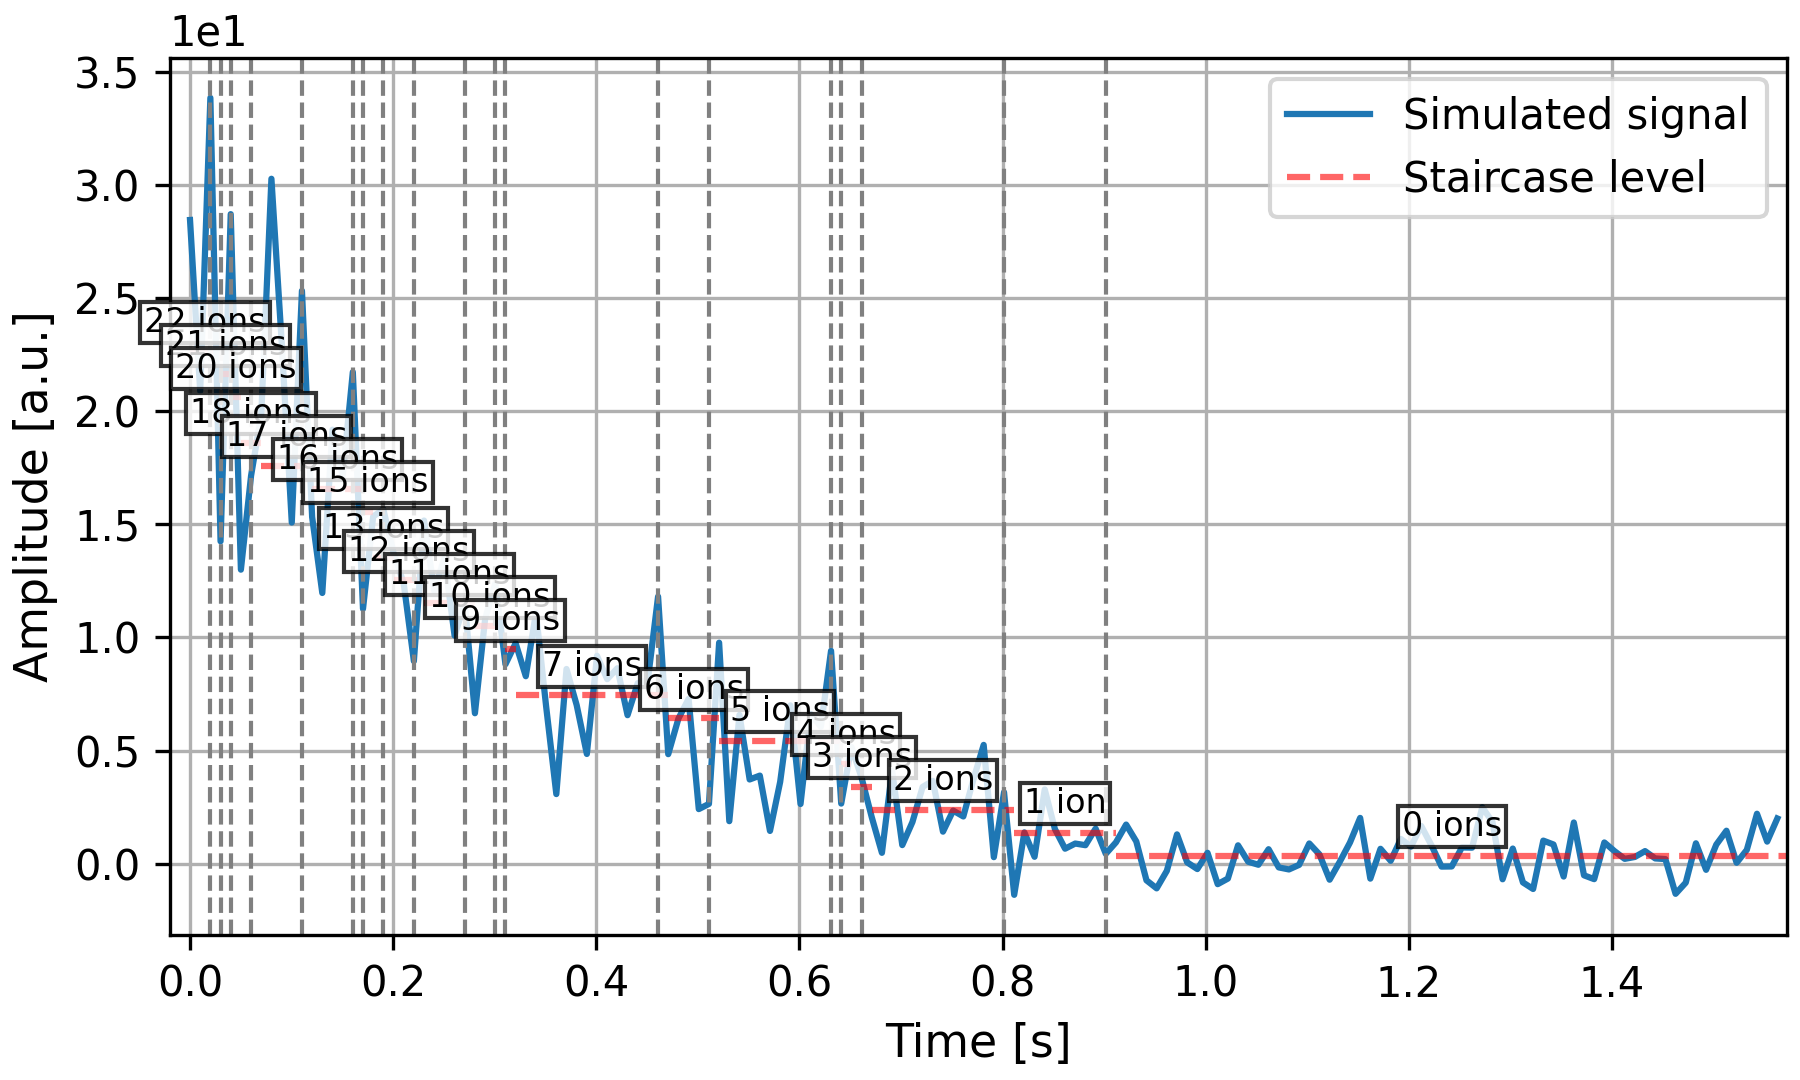 1e1
3.5
3.0
2.5
2.0
1.5
1.0
0.5
0.0
Amplitude [a.u.]
Simulated signal
Staircase level
22 ions
21 ions
20 ions
18 ions
17 ions
16 ions
15 ions
13 ions
12 ions
11 ions
10 ions
9 ions
7 ions
6 ions
5 ions
4 ions
3 ions
2 ions
1 ion
0 ions
0.0 0.2 0.4 0.6 0.8 1.0 1.2 1.4
Time [s]